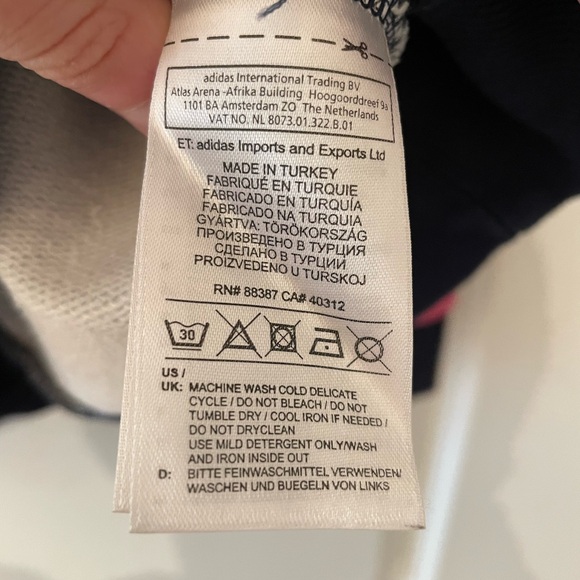 adidas International Trading BV
Atlas Arena -Afrika Building Hoogoorddreef 9a
1101 BA Amsterdam ZO The Netherlands
VAT NO. NL 8073.01.322.B.01
ET: adidas Imports and Exports Ltd
MADE IN TURKEY
FABRIQUÉ EN TURQUIE
FABRICADO EN TURQUÍA
FABRICADO NA TURQUIA
GYÁRTVA: TÖRÖKORSZÁG
ПРОИЗВЕДЕНО В ТУРЦИЯ
СДЕЛАНО В ТУРЦИИ
PROIZVEDENO U TURSKOJ
RN# 88387 CA# 40312
30
US /
UK: MACHINE WASH COLD DELICATE
CYCLE / DO NOT BLEACH / DO NOT
TUMBLE DRY / COOL IRON IF NEEDED /
DO NOT DRYCLEAN
USE MILD DETERGENT ONLY/WASH
AND IRON INSIDE OUT
D: BITTE FEINWASCHMITTEL VERWENDEN/
WASCHEN UND BUEGELN VON LINKS